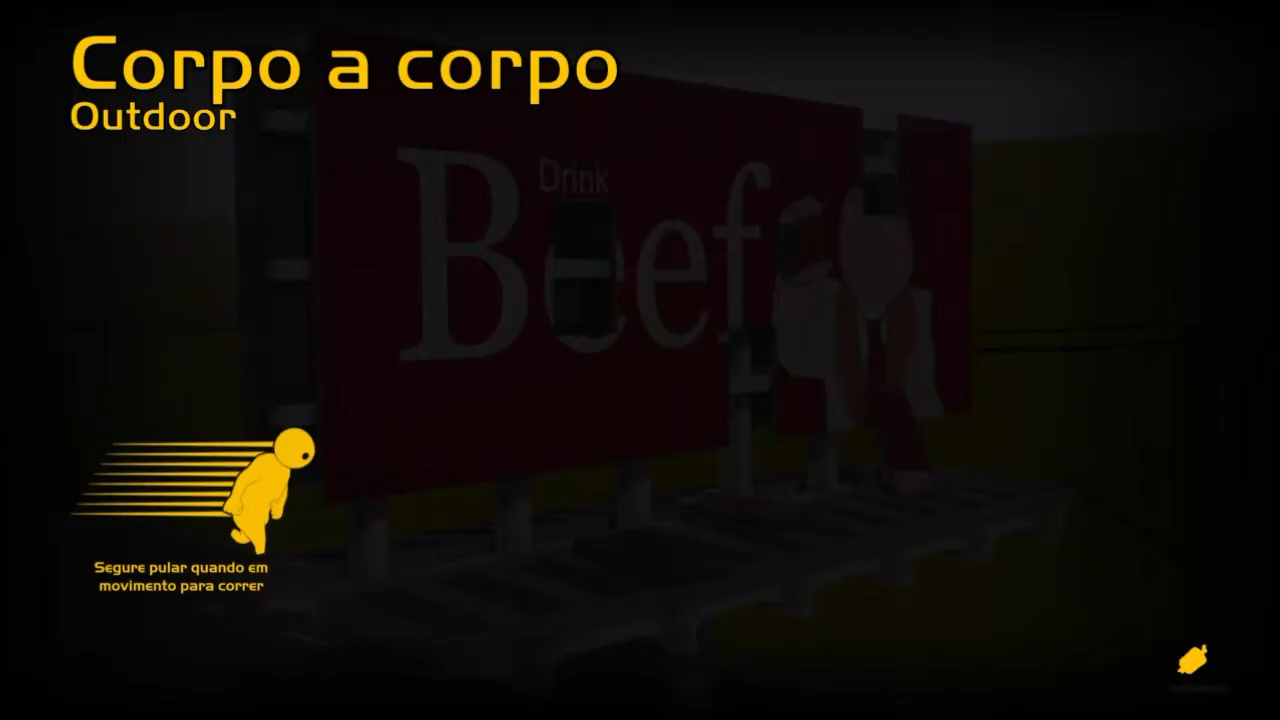 Corpo a corpo
Outdoor
Drink
Beef
Segure pular quando em
movimento para correr